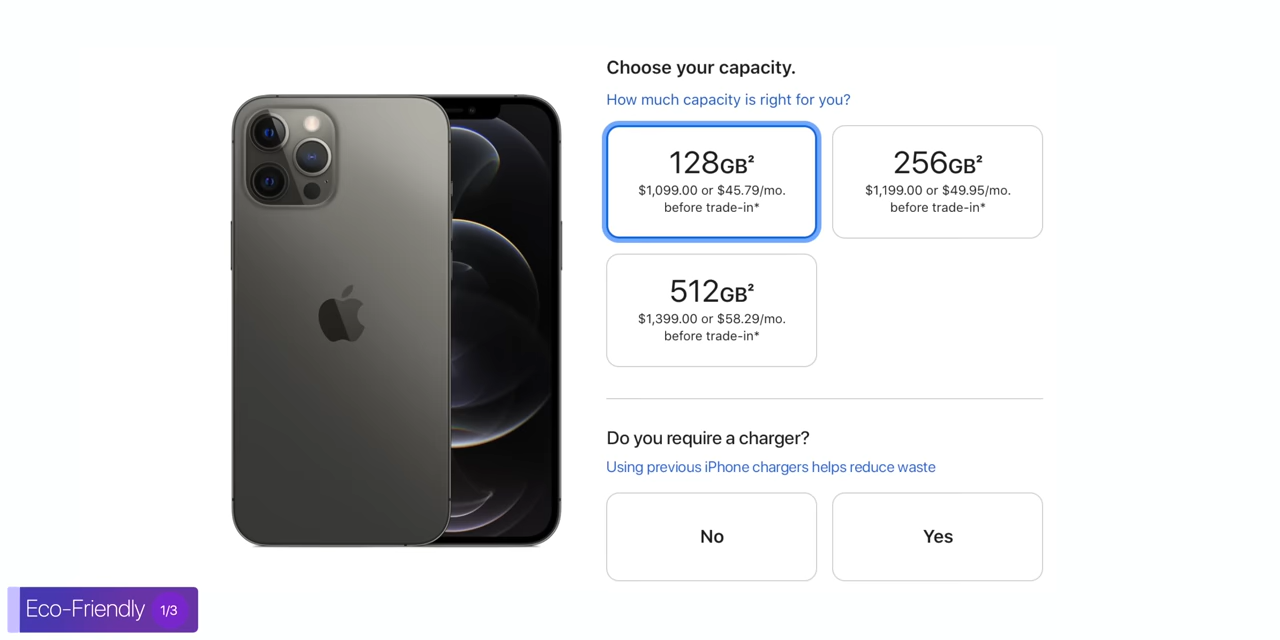 Choose your capacity.
How much capacity is right for you?
128GB²
$1,099.00 or $45.79/mo.
before trade-in*
256GB²
$1,199.00 or $49.95/mo.
before trade-in*
512GB²
$1,399.00 or $58.29/mo.
before trade-in*
Do you require a charger?
Using previous iPhone chargers helps reduce waste
No
Yes
Eco-Friendly 1/3